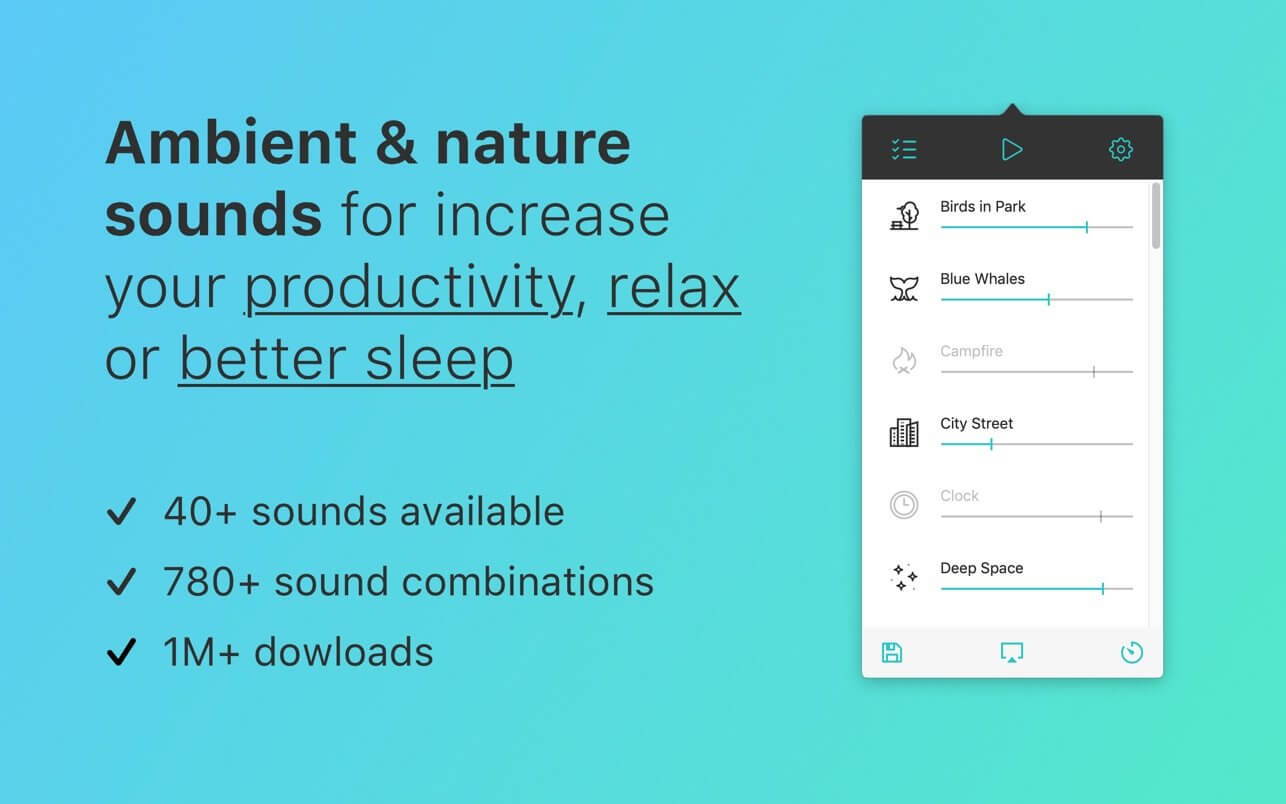 Ambient & nature
sounds for increase
your productivity, relax
or better sleep
40+ sounds available
780+ sound combinations
1M+ dowloads
Birds in Park
Blue Whales
Campfire
City Street
Clock
Deep Space